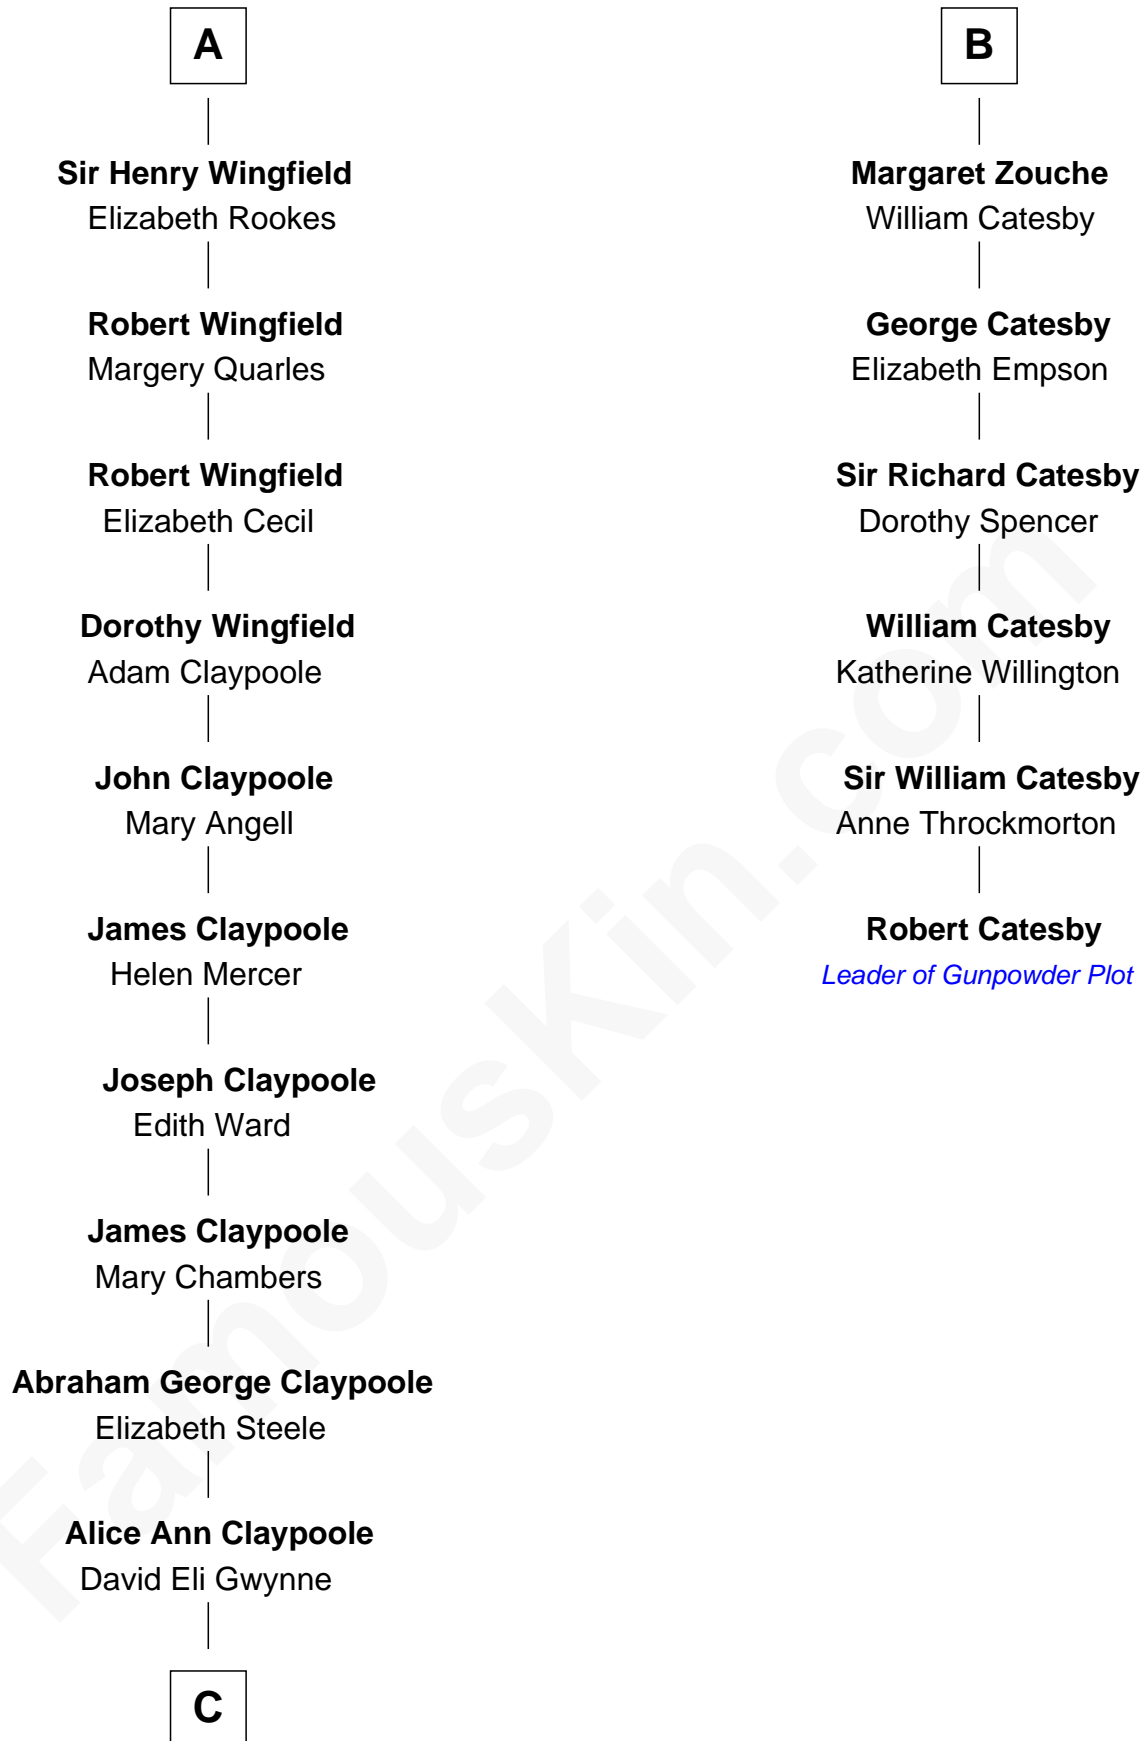 A
Sir Henry Wingfield
Elizabeth Rookes
Robert Wingfield
Margery Quarles
Robert Wingfield
Elizabeth Cecil
Dorothy Wingfield
Adam Claypoole
John Claypoole
Mary Angell
James Claypoole
Helen Mercer
Joseph Claypoole
Edith Ward
James Claypoole
Mary Chambers
Abraham George Claypoole
Elizabeth Steele
Alice Ann Claypoole
David Eli Gwynne
C
B
Margaret Zouche
William Catesby
George Catesby
Elizabeth Empson
Sir Richard Catesby
Dorothy Spencer
William Catesby
Katherine Willington
Sir William Catesby
Anne Throckmorton
Robert Catesby
Leader of Gunpowder Plot
FamousKin.com